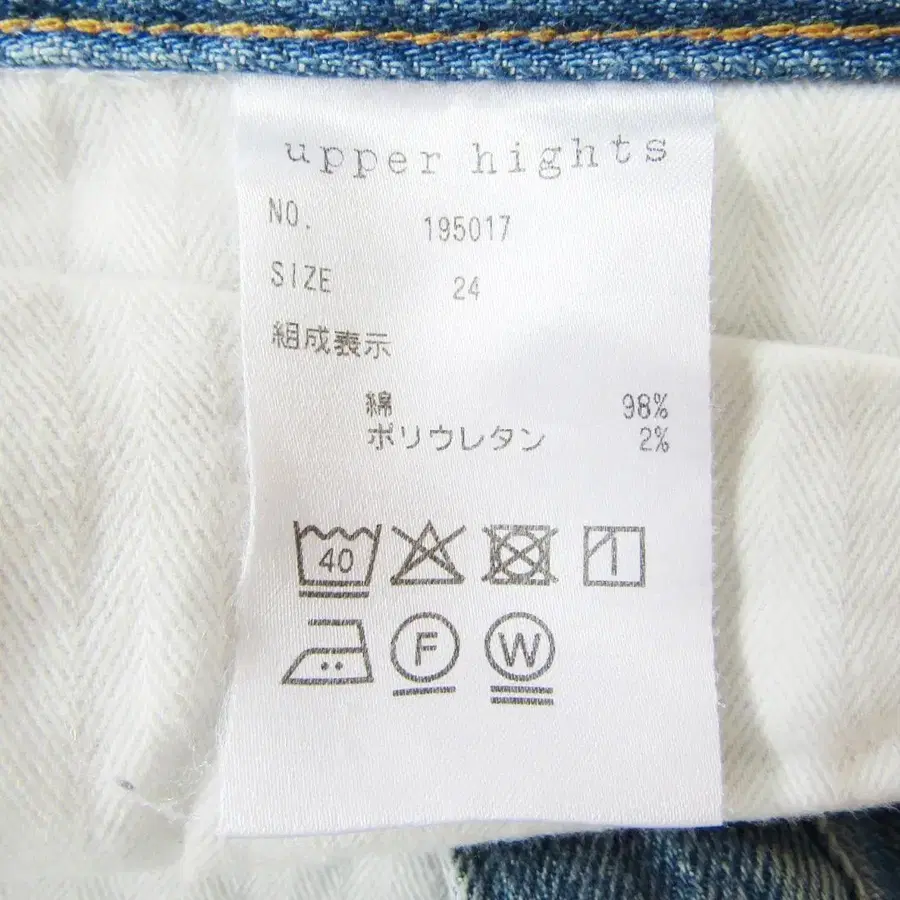 upper hights
NO. 195017
SIZE 24
組成表示
綿 98%
ポリウレタン 2%
40
F W